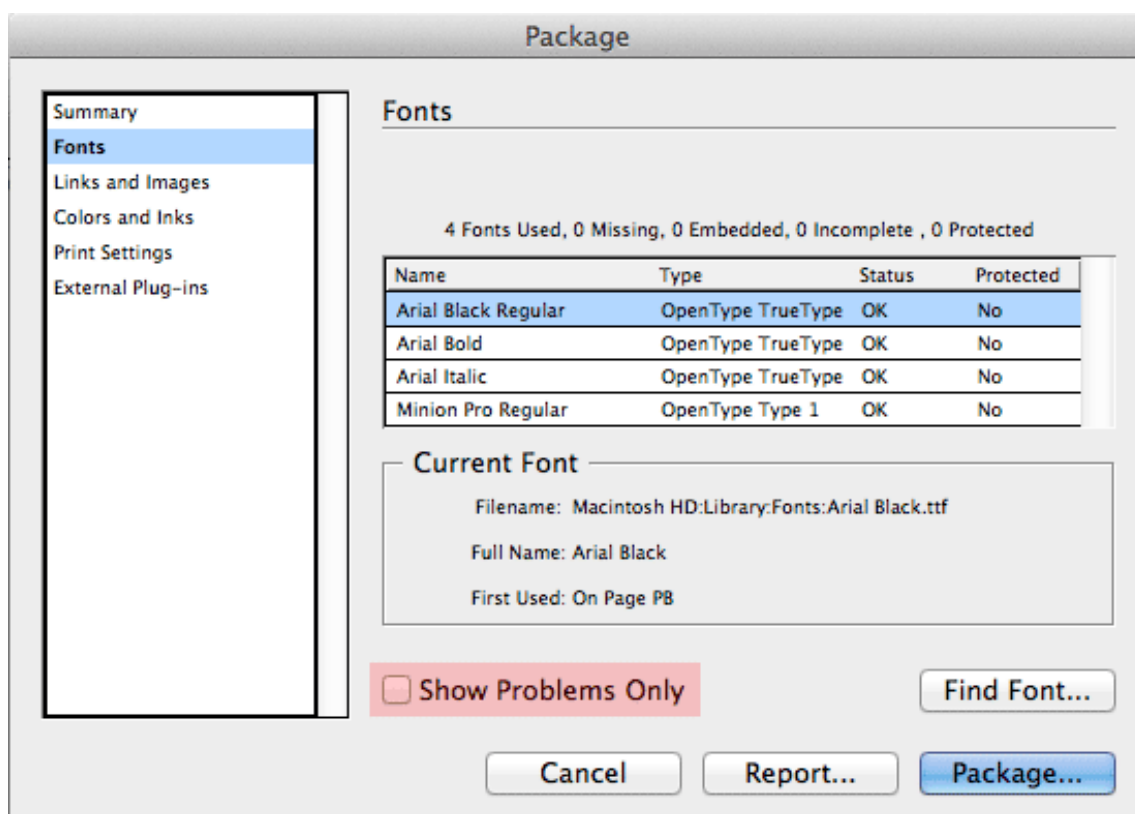 Package
Summary
Fonts
Links and Images
Colors and Inks
Print Settings
External Plug-ins
Fonts
4 Fonts Used, 0 Missing, 0 Embedded, 0 Incomplete , 0 Protected
Name Type Status Protected
Arial Black Regular OpenType TrueType OK No
Arial Bold OpenType TrueType OK No
Arial Italic OpenType TrueType OK No
Minion Pro Regular OpenType Type 1 OK No
Current Font
Filename: Macintosh HD:Library:Fonts:Arial Black.ttf
Full Name: Arial Black
First Used: On Page PB
Show Problems Only
Find Font...
Cancel Report... Package...